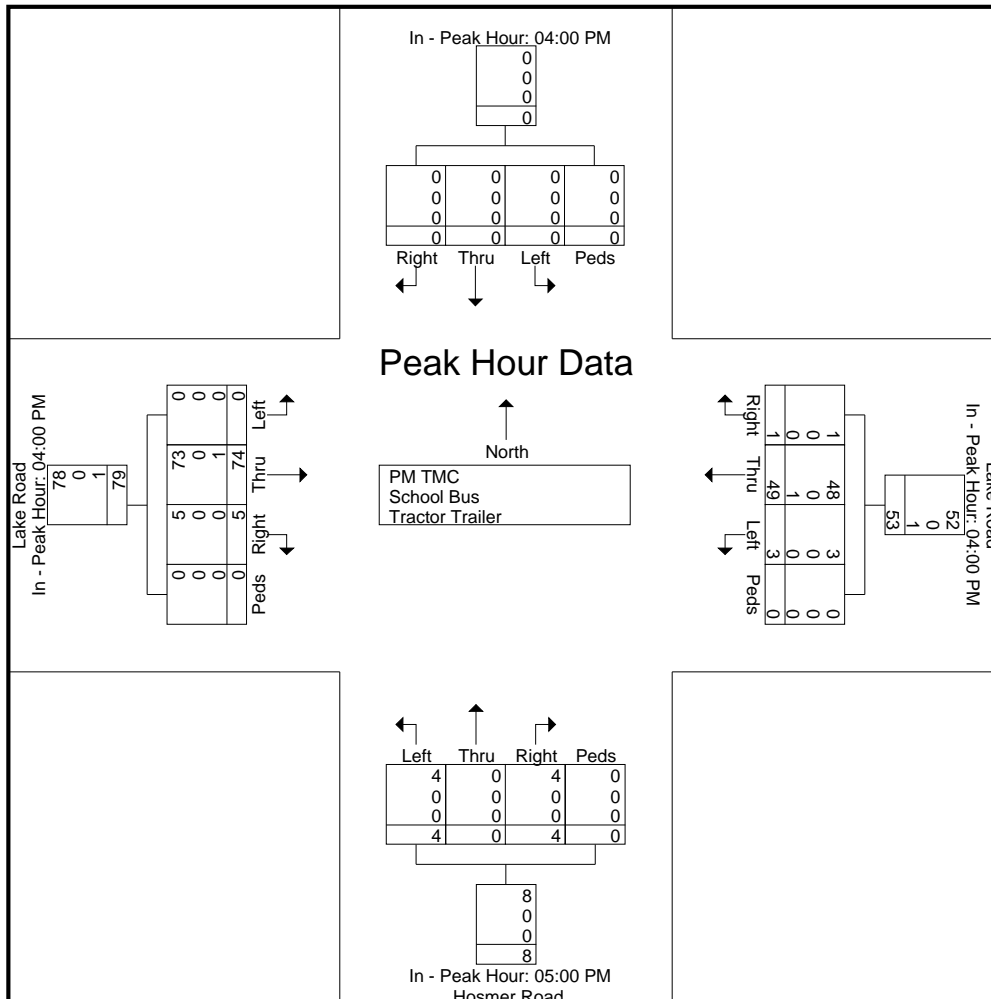 In - Peak Hour: 04:00 PM
0
0
0
0
0 0 0 0
0 0 0 0
0 0 0 0
0 0 0 0
Right Thru Left Peds
Peak Hour Data
North
PM TMC
School Bus
Tractor Trailer
Lake Road
In - Peak Hour: 04:00 PM
78
0
1
79
0 0 0 0 Left
73 0 1 74 Thru
5 0 0 5 Right
0 0 0 0 Peds
Lake Road
In - Peak Hour: 04:00 PM
52
0
1
53
1 48 3 0
0 0 0 0
0 1 0 0
1 49 3 0
Right Thru Left Peds
Left Thru Right Peds
4 0 4 0
0 0 0 0
0 0 0 0
4 0 4 0
8
0
0
8
In - Peak Hour: 05:00 PM
Hosmer Road